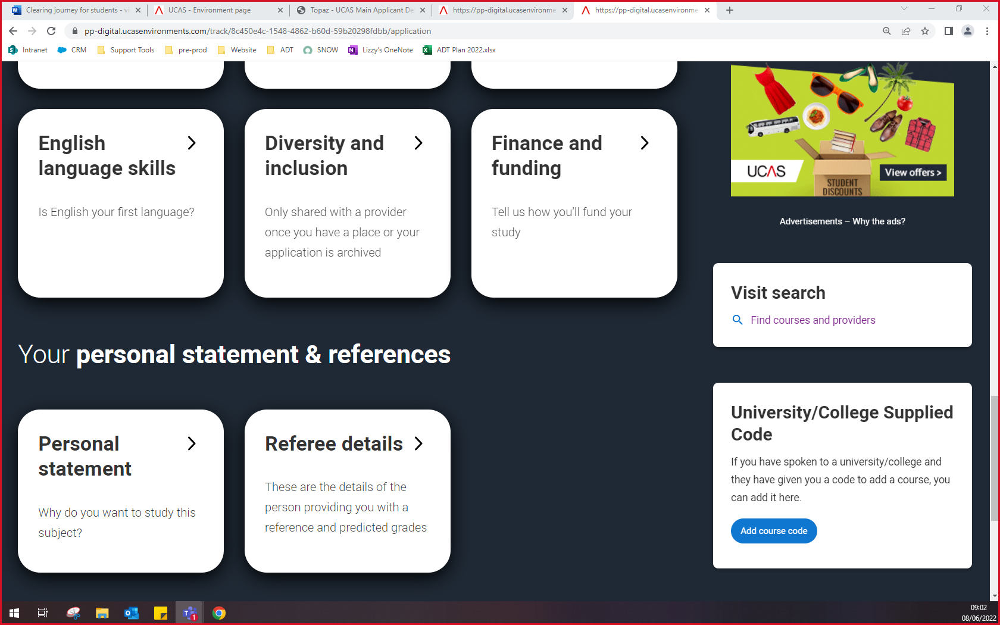 Clearing journey for students - vi
UCAS - Environment page
Topaz - UCAS Main Applicant De
https://pp-digital.ucasenvironme
https://pp-digital.ucasenvironme
pp-digital.ucasenvironments.com/track/8c450e4c-1548-4862-b60d-59b20298fdbb/application
Intranet
CRM
Support Tools
pre-prod
Website
ADT
SNOW
Lizzy's OneNote
ADT Plan 2022.xlsx
English
language skills
Is English your first language?
Diversity and
inclusion
Only shared with a provider
once you have a place or your
application is archived
Finance and
funding
Tell us how you'll fund your
study
Your personal statement & references
Personal
statement
Why do you want to study this
subject?
Referee details
These are the details of the
person providing you with a
reference and predicted grades
UCAS
STUDENT
DISCOUNTS
View offers >
Advertisements – Why the ads?
Visit search
Find courses and providers
University/College Supplied
Code
If you have spoken to a university/college and
they have given you a code to add a course, you
can add it here.
Add course code
09:02
08/06/2022